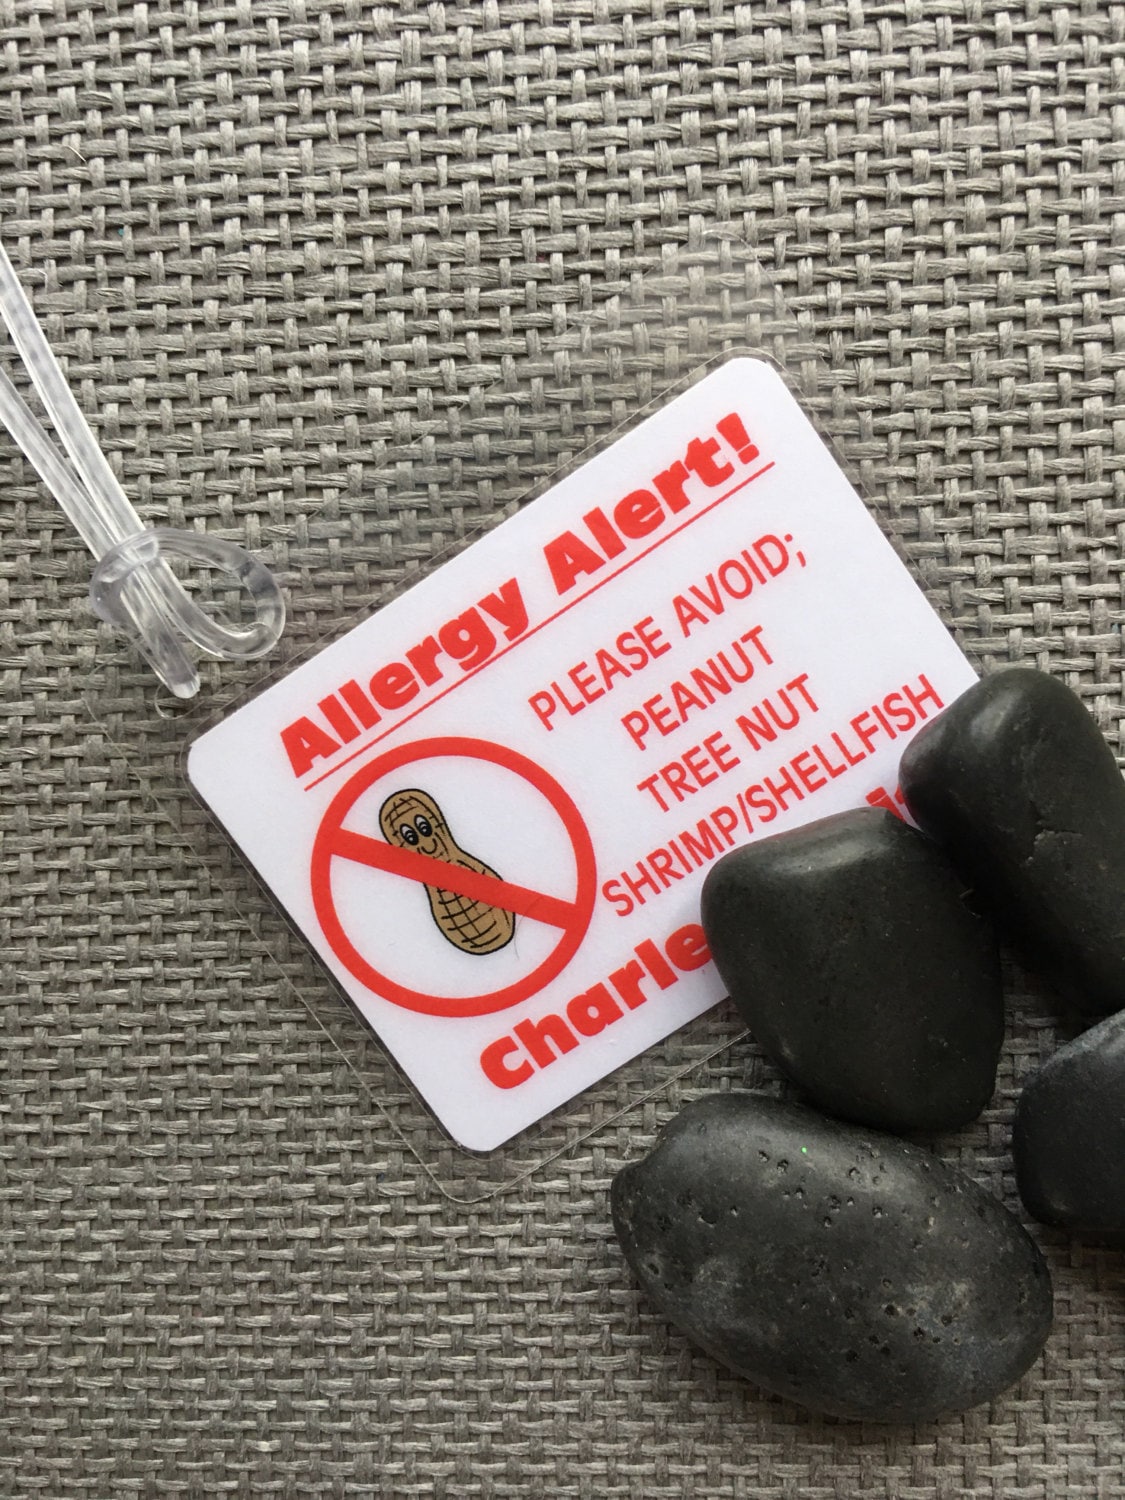 Allergy Alert!
PLEASE AVOID;
PEANUT
TREE NUT
SHRIMP/SHELLFISH